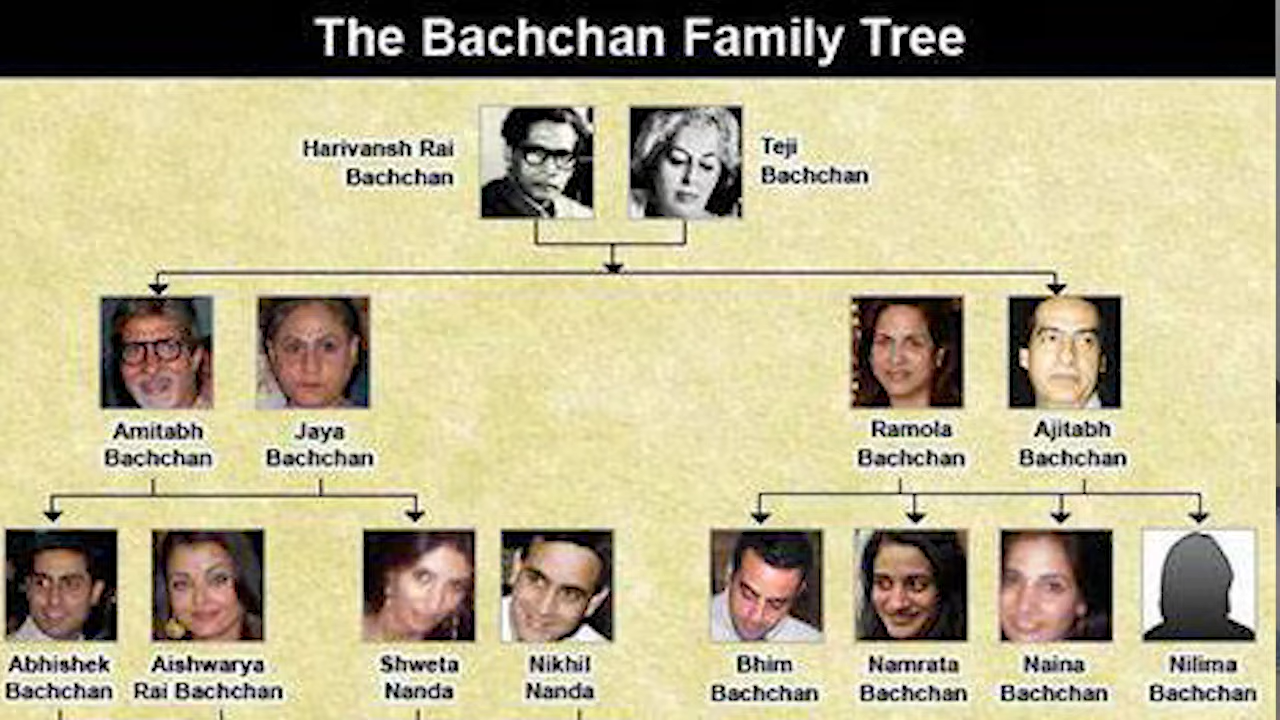 The Bachchan Family Tree
Harivansh Rai
Bachchan
Teji
Bachchan
Amitabh
Bachchan
Jaya
Bachchan
Ramola
Bachchan
Ajitabh
Bachchan
Abhishek
Bachchan
Aishwarya
Rai Bachchan
Shweta
Nanda
Nikhil
Nanda
Bhim
Bachchan
Namrata
Bachchan
Naina
Bachchan
Nilima
Bachchan